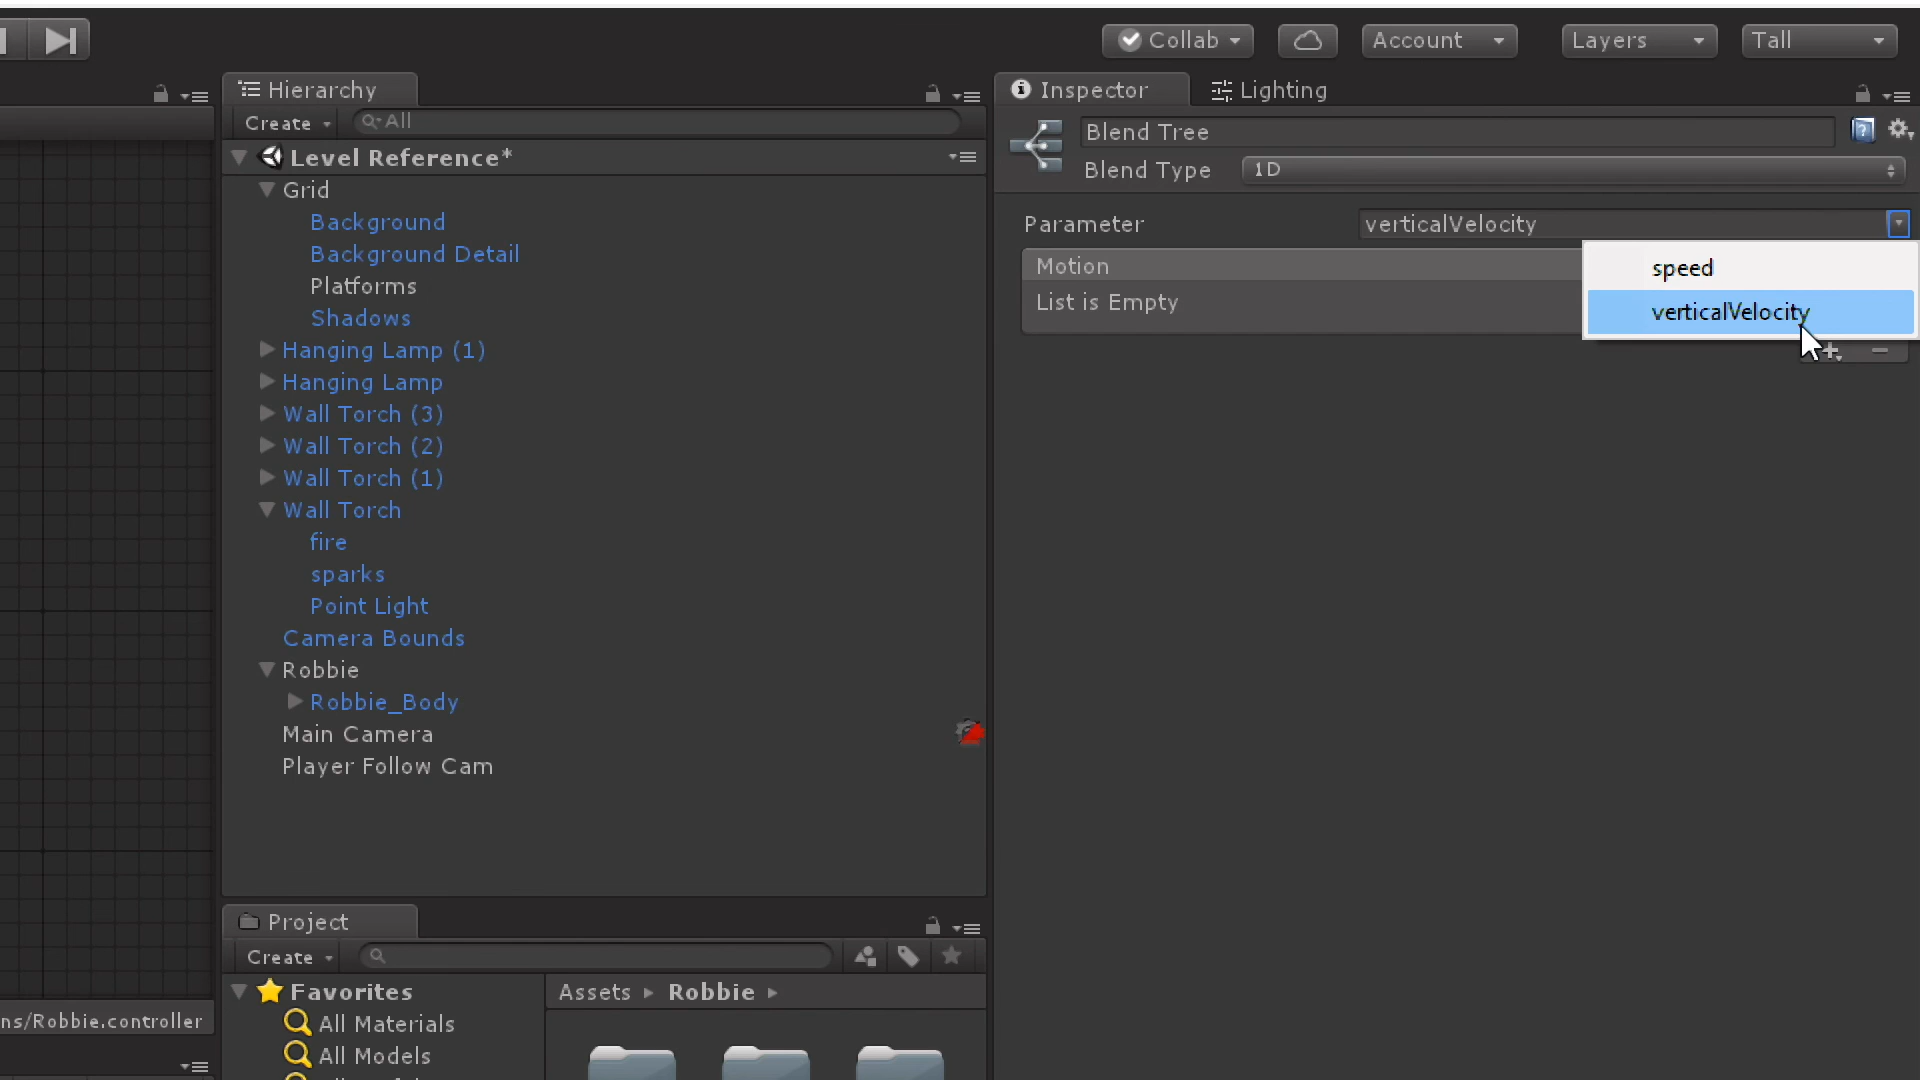 Collab
Account
Layers
Tall
Hierarchy
Create
All
Level Reference*
Grid
Background
Background Detail
Platforms
Shadows
Hanging Lamp (1)
Hanging Lamp
Wall Torch (3)
Wall Torch (2)
Wall Torch (1)
Wall Torch
fire
sparks
Point Light
Camera Bounds
Robbie
Robbie_Body
Main Camera
Player Follow Cam
Inspector
Lighting
Blend Tree
Blend Type
1D
Parameter
verticalVelocity
Motion
List is Empty
speed
verticalVelocity
Project
Create
Favorites
All Materials
All Models
Assets
Robbie
ns/Robbie.controller